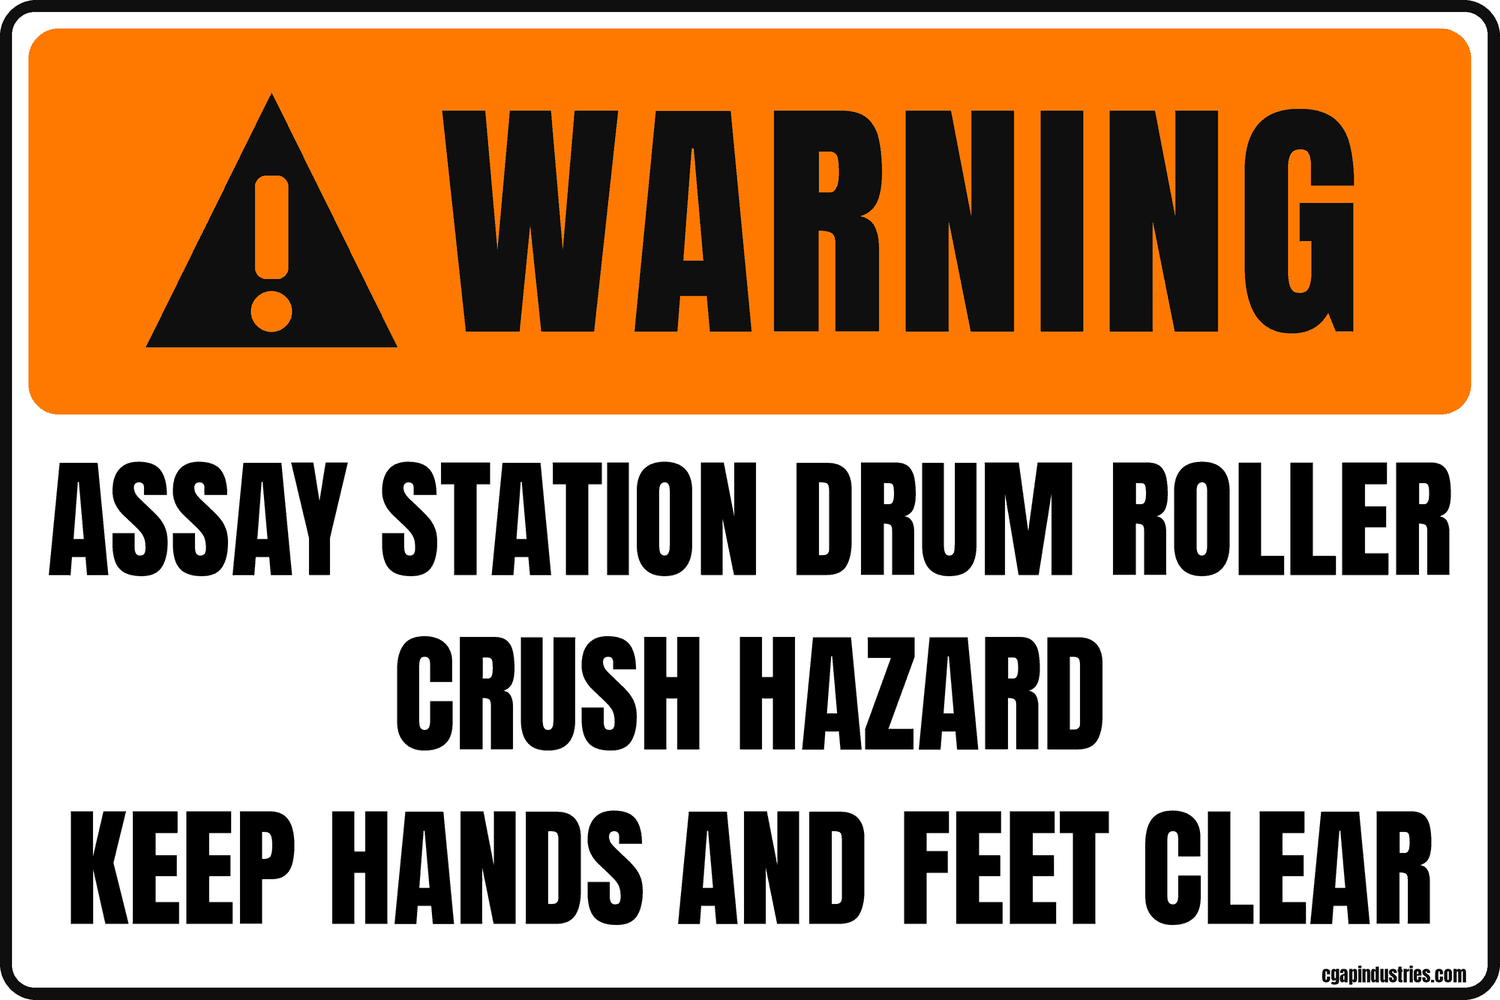 WARNING
ASSAY STATION DRUM ROLLER
CRUSH HAZARD
KEEP HANDS AND FEET CLEAR
cgapindustries.com